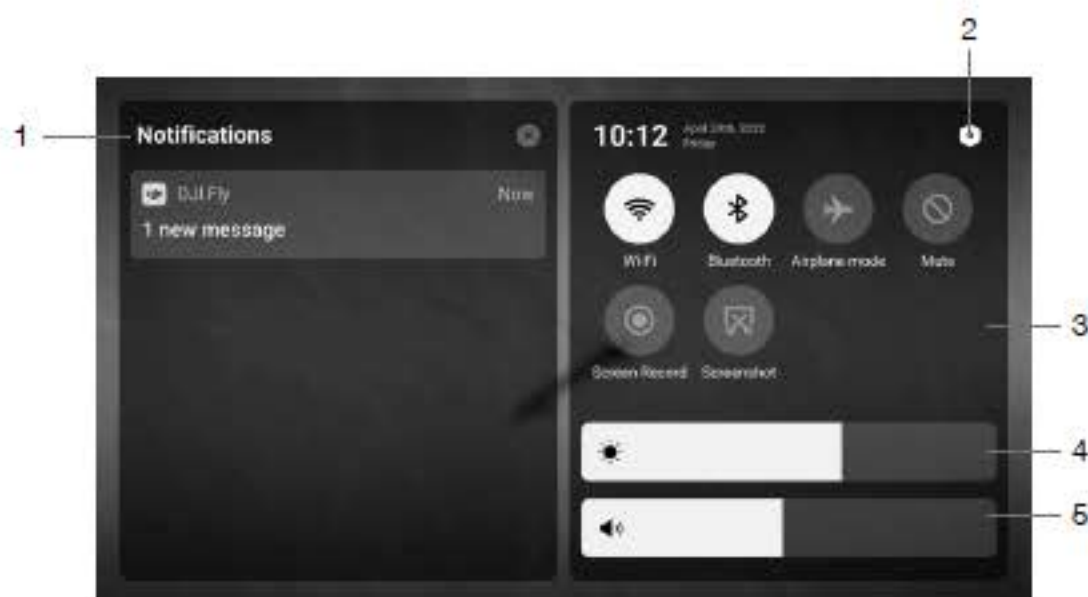 2
1
Notifications
10:12
Friday
DJI Fly
Now
1 new message
Wi-Fi
Bluetooth
Airplane mode
Mute
3
Screen Record
Screenshot
4
5